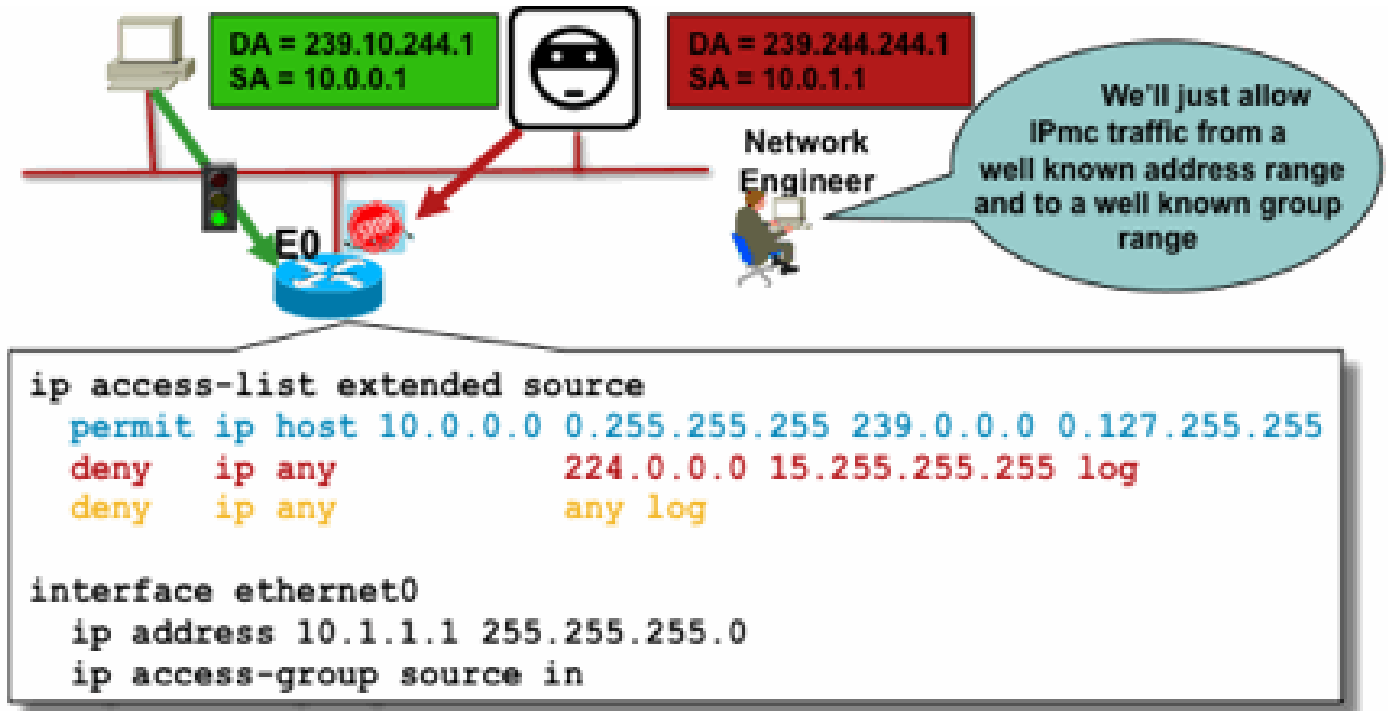 DA = 239.10.244.1
SA = 10.0.0.1
DA = 239.244.244.1
SA = 10.0.1.1
We'll just allow
IPmc traffic from a
well known address range
and to a well known group
range
Network
Engineer
STOP
E0
ip access-list extended source
permit ip host 10.0.0.0 0.255.255.255 239.0.0.0 0.127.255.255
deny ip any 224.0.0.0 15.255.255.255 log
deny ip any any log
interface ethernet0
ip address 10.1.1.1 255.255.255.0
ip access-group source in